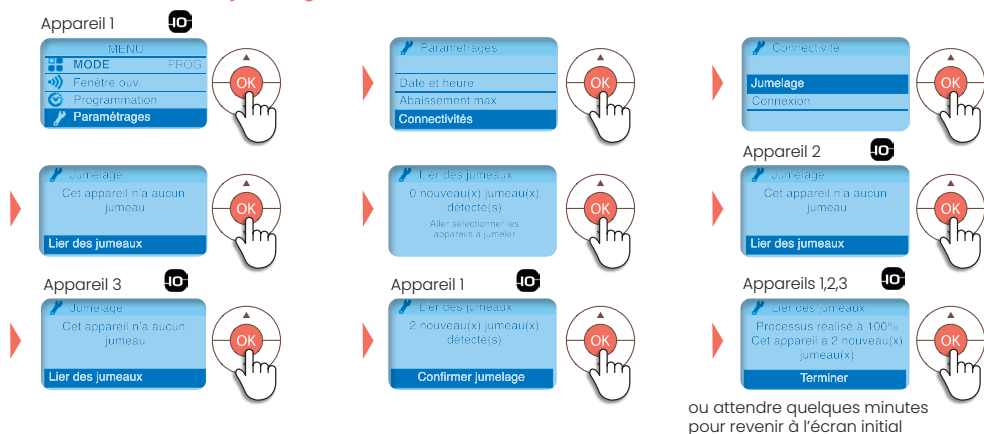 Appareil 1
MENU
MODE PROG
Fenêtre ouv.
Programmation
Paramétrages
OK
Paramétrages
Date et heure
Abaissement max
Connectivités
OK
Connectivité
Jumelage
Connexion
OK
Jumelage
Cet appareil n'a aucun
jumeau
Lier des jumeaux
OK
Lier des jumeaux
0 nouveau(x) jumeau(x)
détecté(s)
Aller sélectionner les
appareils à jumeler
OK
Appareil 2
Jumelage
Cet appareil n'a aucun
jumeau
Lier des jumeaux
OK
Appareil 3
Jumelage
Cet appareil n'a aucun
jumeau
Lier des jumeaux
OK
Appareil 1
Lier des jumeaux
2 nouveau(x) jumeau(x)
détecté(s)
Confirmer jumelage
OK
Appareils 1,2,3
Lier des jumeaux
Processus réalisé à 100%
Cet appareil a 2 nouveau(x)
jumeau(x)
Terminer
OK
ou attendre quelques minutes
pour revenir à l'écran initial